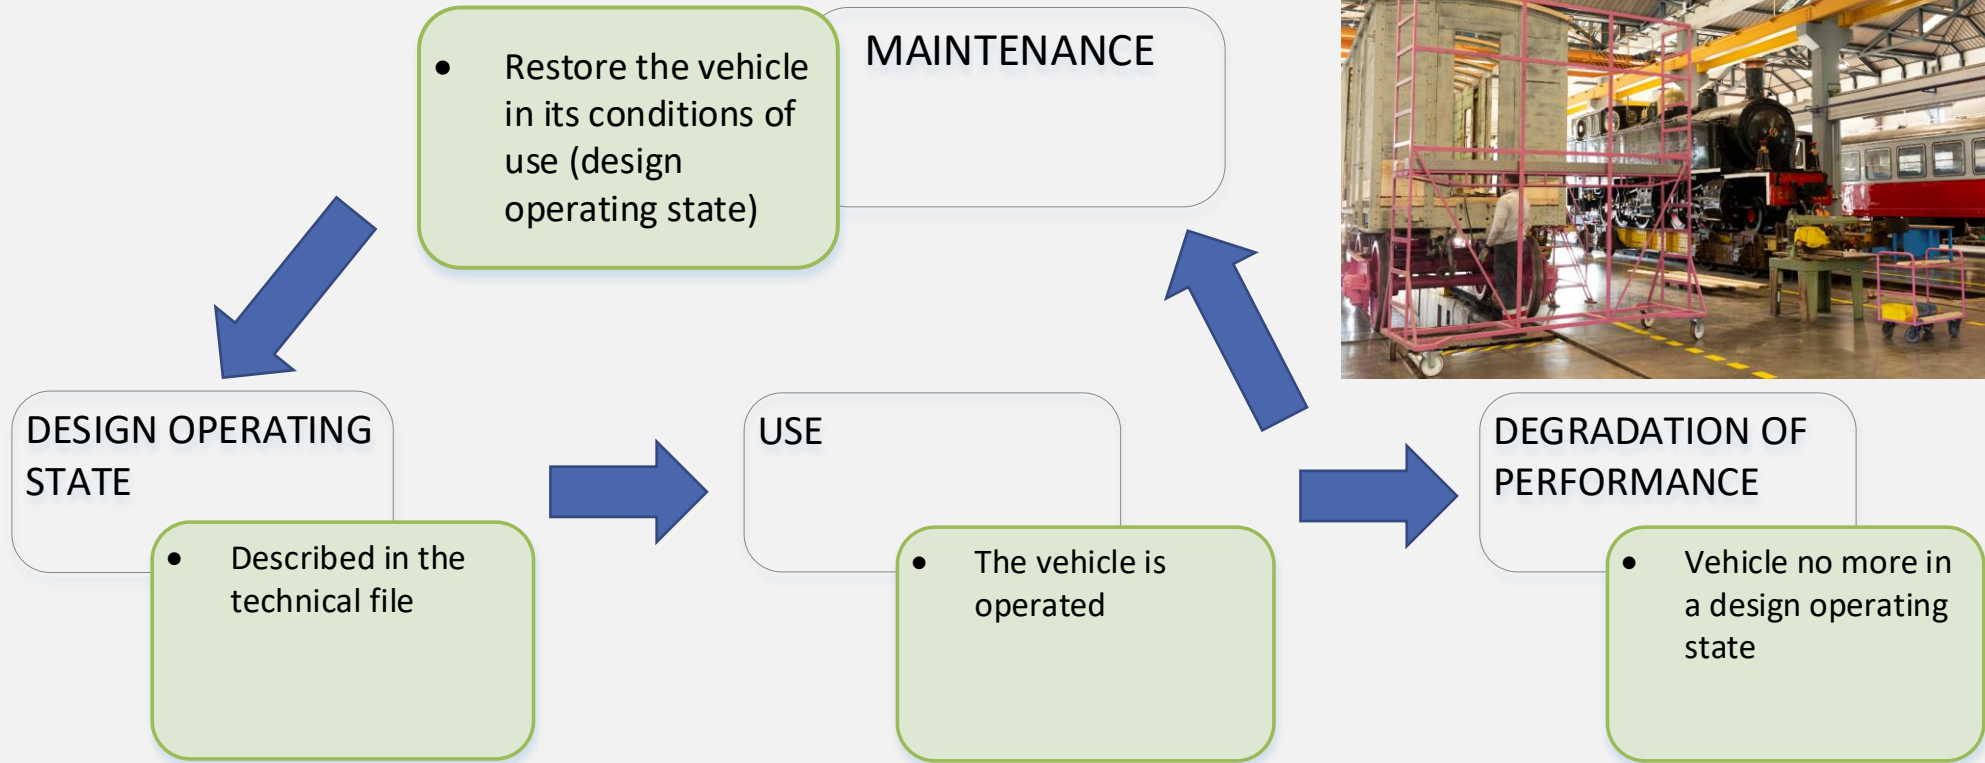 • Restore the vehicle
in its conditions of
use (design
operating state)
MAINTENANCE
DESIGN OPERATING
STATE
• Described in the
technical file
USE
• The vehicle is
operated
DEGRADATION OF
PERFORMANCE
• Vehicle no more in
a design operating
state